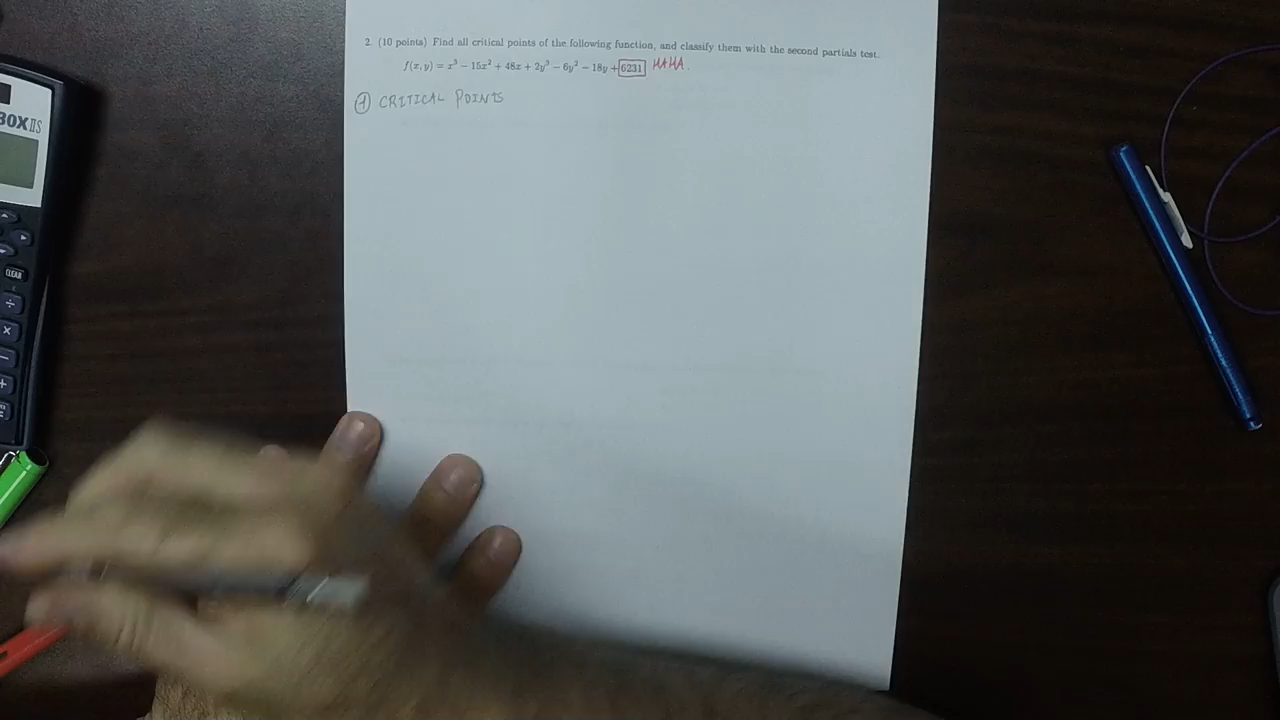 2. (10 points) Find all critical points of the following function, and classify them with the second partials test.
f(x, y) = x³ − 15x² + 48x + 2y³ − 6y² − 18y + 6231 HAHA.
① CRITICAL POINTS
BOX IIS
CLEAR
÷
×
−
+